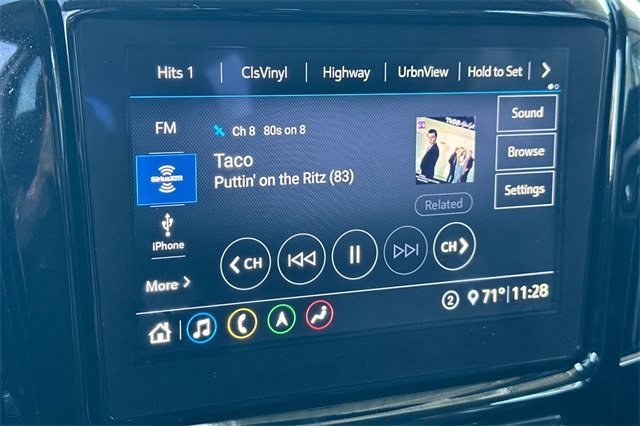 Hits 1 ClsVinyl Highway UrbnView Hold to Set
FM
Ch 8 80s on 8
Sound
SiriusXM
Taco
Puttin' on the Ritz (83)
Browse
Related
Settings
iPhone
CH
CH
More
2 71° 11:28